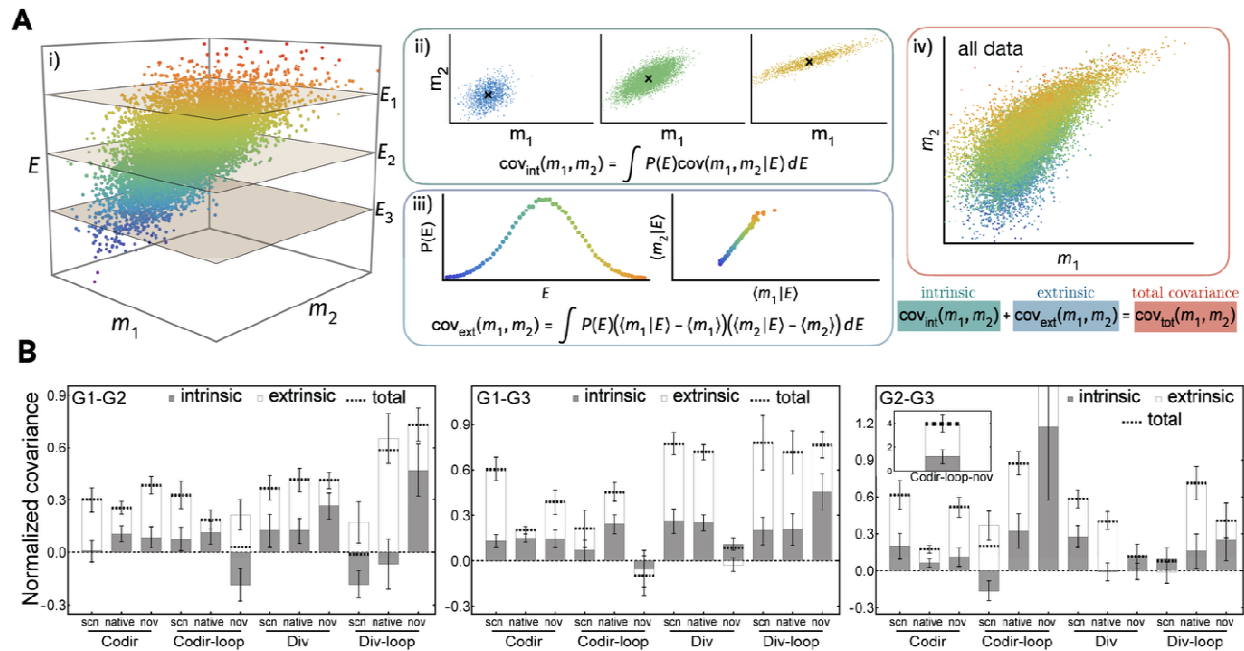 A
i)
E
E1
E2
E3
m1
m2
ii)
m2
m1
m1
m1
cov_int(m1, m2) = ∫ P(E)cov(m1, m2|E) dE
iii)
P(E)
E
⟨m2|E⟩
⟨m1|E⟩
cov_ext(m1, m2) = ∫ P(E)(⟨m1|E⟩ − ⟨m1⟩)(⟨m2|E⟩ − ⟨m2⟩) dE
iv)
all data
m2
m1
intrinsic extrinsic total covariance
cov_int(m1, m2) + cov_ext(m1, m2) = cov_tot(m1, m2)
B
Normalized covariance
G1-G2 intrinsic extrinsic total
0.9
0.6
0.3
0.0
-0.3
scn native nov scn native nov scn native nov scn native nov
Codir Codir-loop Div Div-loop
G1-G3 intrinsic extrinsic total
0.9
0.6
0.3
0.0
-0.3
scn native nov scn native nov scn native nov scn native nov
Codir Codir-loop Div Div-loop
G2-G3 intrinsic extrinsic
total
1.2
0.9
0.6
0.3
0.0
-0.3
4
2
0
Codir-loop-nov
scn native nov scn native nov scn native nov scn native nov
Codir Codir-loop Div Div-loop